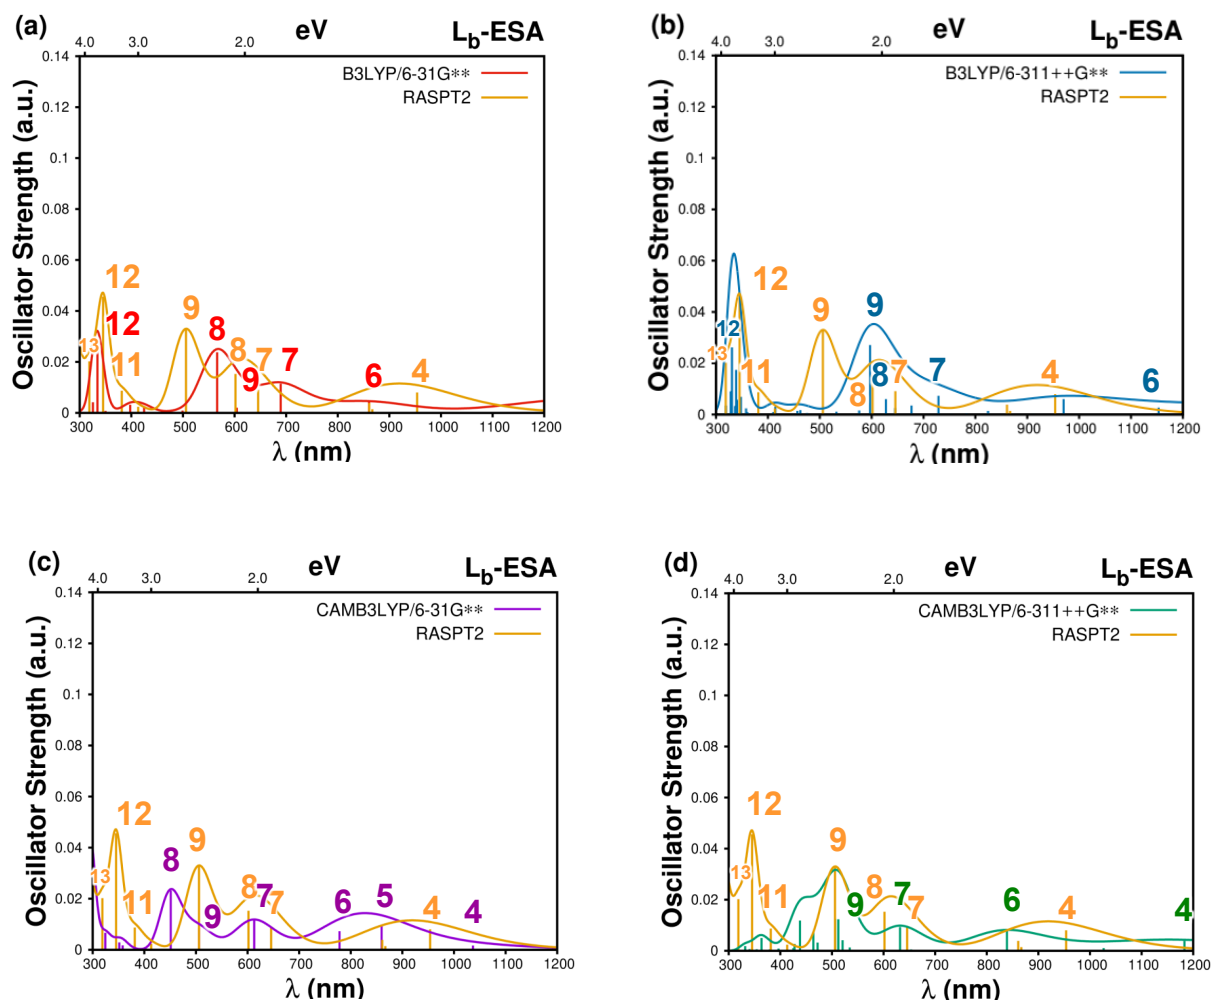 (a)
eV
L_b-ESA
4.0 3.0 2.0
0.14
0.12
0.1
0.08
0.06
0.04
0.02
0
Oscillator Strength (a.u.)
B3LYP/6-31G**
RASPT2
12
12
13
11
9
8
8
9
7
7
6
4
300 400 500 600 700 800 900 1000 1100 1200
λ (nm)
(b)
eV
L_b-ESA
4.0 3.0 2.0
0.14
0.12
0.1
0.08
0.06
0.04
0.02
0
Oscillator Strength (a.u.)
B3LYP/6-311++G**
RASPT2
12
12
13
11
9
9
8
8
7
7
4
6
300 400 500 600 700 800 900 1000 1100 1200
λ (nm)
(c)
eV
L_b-ESA
4.0 3.0 2.0
0.14
0.12
0.1
0.08
0.06
0.04
0.02
0
Oscillator Strength (a.u.)
CAMB3LYP/6-31G**
RASPT2
12
13
11
8
9
9
8
7
7
6
5
4
4
300 400 500 600 700 800 900 1000 1100 1200
λ (nm)
(d)
eV
L_b-ESA
4.0 3.0 2.0
0.14
0.12
0.1
0.08
0.06
0.04
0.02
0
Oscillator Strength (a.u.)
CAMB3LYP/6-311++G**
RASPT2
12
13
11
9
9
8
7
7
6
4
4
300 400 500 600 700 800 900 1000 1100 1200
λ (nm)